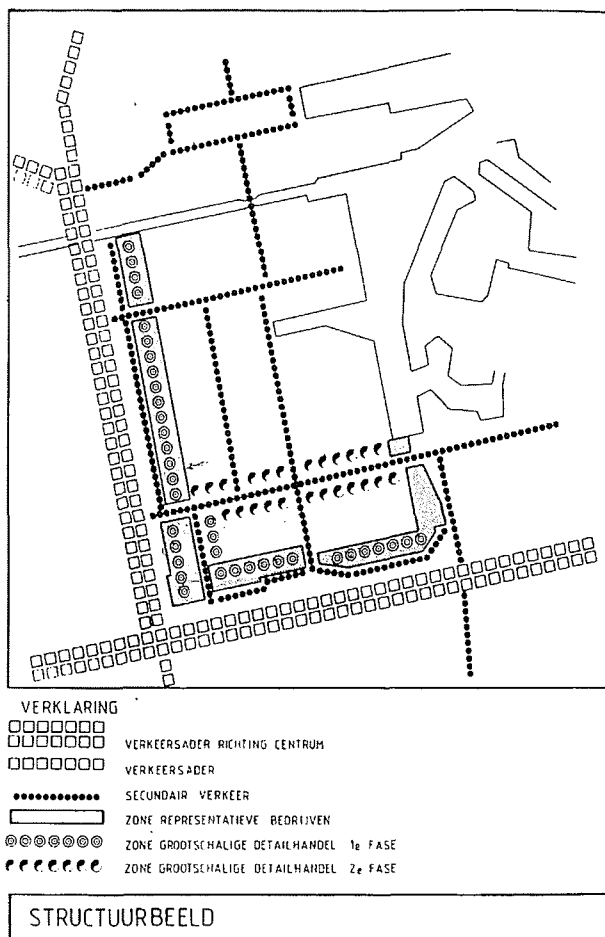 VERKLARING
VERKEERSADER RICHTING CENTRUM
VERKEERSADER
SECUNDAIR VERKEER
ZONE REPRESENTATIEVE BEDRIJVEN
ZONE GROOTSCHALIGE DETAILHANDEL 1e FASE
ZONE GROOTSCHALIGE DETAILHANDEL 2e FASE
STRUCTUURBEELD